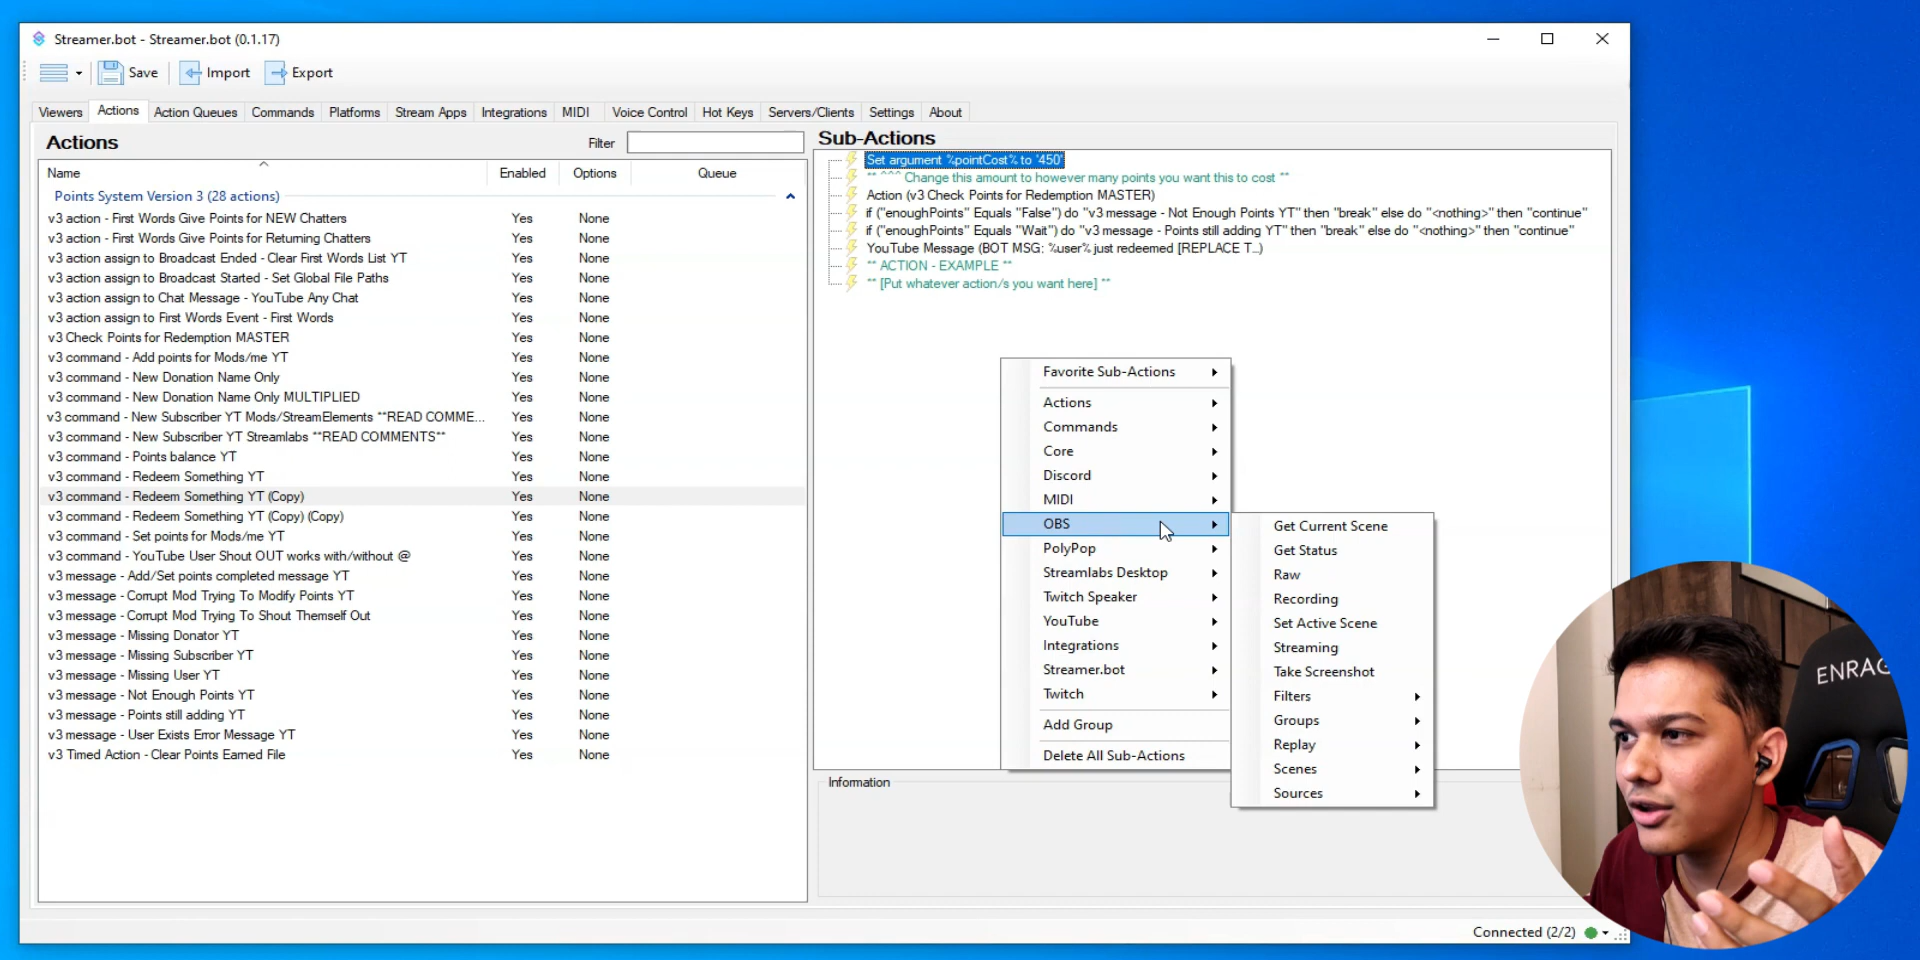 Streamer.bot - Streamer.bot (0.1.17)
Save
Import
Export
Viewers
Actions
Action Queues
Commands
Platforms
Stream Apps
Integrations
MIDI
Voice Control
Hot Keys
Servers/Clients
Settings
About
Actions
Filter
Name
Enabled
Options
Queue
Points System Version 3 (28 actions)
v3 action - First Words Give Points for NEW Chatters Yes None
v3 action - First Words Give Points for Returning Chatters Yes None
v3 action assign to Broadcast Ended - Clear First Words List YT Yes None
v3 action assign to Broadcast Started - Set Global File Paths Yes None
v3 action assign to Chat Message - YouTube Any Chat Yes None
v3 action assign to First Words Event - First Words Yes None
v3 Check Points for Redemption MASTER Yes None
v3 command - Add points for Mods/me YT Yes None
v3 command - New Donation Name Only Yes None
v3 command - New Donation Name Only MULTIPLIED Yes None
v3 command - New Subscriber YT Mods/StreamElements **READ COMME... Yes None
v3 command - New Subscriber YT Streamlabs **READ COMMENTS** Yes None
v3 command - Points balance YT Yes None
v3 command - Redeem Something YT Yes None
v3 command - Redeem Something YT (Copy) Yes None
v3 command - Redeem Something YT (Copy) (Copy) Yes None
v3 command - Set points for Mods/me YT Yes None
v3 command - YouTube User Shout OUT works with/without @ Yes None
v3 message - Add/Set points completed message YT Yes None
v3 message - Corrupt Mod Trying To Modify Points YT Yes None
v3 message - Corrupt Mod Trying To Shout Themself Out Yes None
v3 message - Missing Donator YT Yes None
v3 message - Missing Subscriber YT Yes None
v3 message - Missing User YT Yes None
v3 message - Not Enough Points YT Yes None
v3 message - Points still adding YT Yes None
v3 message - User Exists Error Message YT Yes None
v3 Timed Action - Clear Points Earned File Yes None
Sub-Actions
Set argument %pointCost% to '450'
** ^^^ Change this amount to however many points you want this to cost **
Action (v3 Check Points for Redemption MASTER)
if ("enoughPoints" Equals "False") do "v3 message - Not Enough Points YT" then "break" else do "<nothing>" then "continue"
if ("enoughPoints" Equals "Wait") do "v3 message - Points still adding YT" then "break" else do "<nothing>" then "continue"
YouTube Message (BOT MSG: %user% just redeemed [REPLACE T...)
** ACTION - EXAMPLE **
** [Put whatever action/s you want here] **
Favorite Sub-Actions
Actions
Commands
Core
Discord
MIDI
OBS
PolyPop
Streamlabs Desktop
Twitch Speaker
YouTube
Integrations
Streamer.bot
Twitch
Add Group
Delete All Sub-Actions
Get Current Scene
Get Status
Raw
Recording
Set Active Scene
Streaming
Take Screenshot
Filters
Groups
Replay
Scenes
Sources
Information
ENRAG
Connected (2/2)